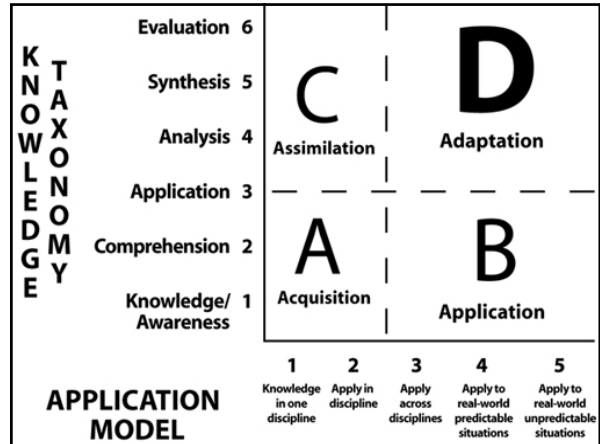 KNOWLEDGE
TAXONOMY
Evaluation 6
Synthesis 5
Analysis 4
Application 3
Comprehension 2
Knowledge/ 1
Awareness
C
Assimilation
D
Adaptation
A
Acquisition
B
Application
APPLICATION
MODEL
1
Knowledge
in one
discipline
2
Apply in
discipline
3
Apply
across
disciplines
4
Apply to
real-world
predictable
situations
5
Apply to
real-world
unpredictable
situations